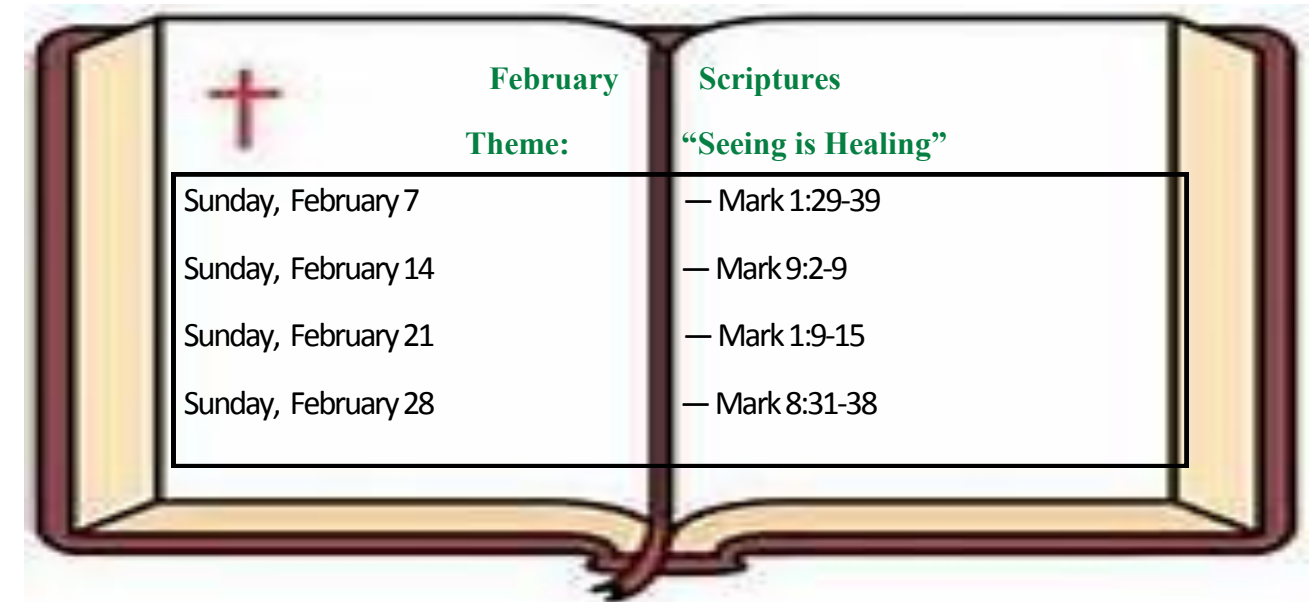 February Scriptures
Theme: “Seeing is Healing”
Sunday, February 7 — Mark 1:29-39
Sunday, February 14 — Mark 9:2-9
Sunday, February 21 — Mark 1:9-15
Sunday, February 28 — Mark 8:31-38